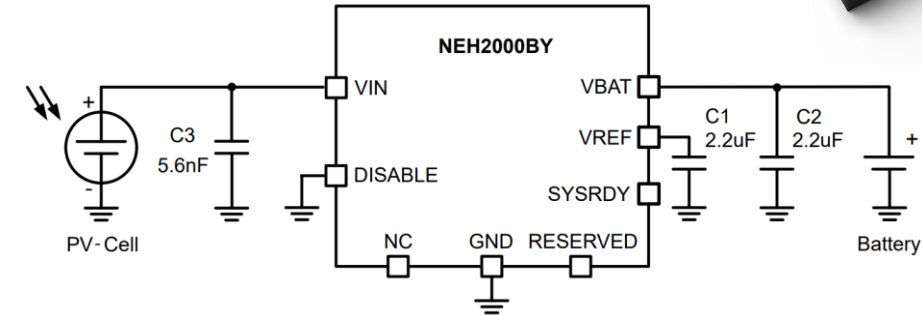 NEH2000BY
VIN
VBAT
+
C3
5.6nF
C1
2.2uF
C2
2.2uF
VREF
+
DISABLE
SYSRDY
-
PV-Cell
NC
GND
RESERVED
Battery